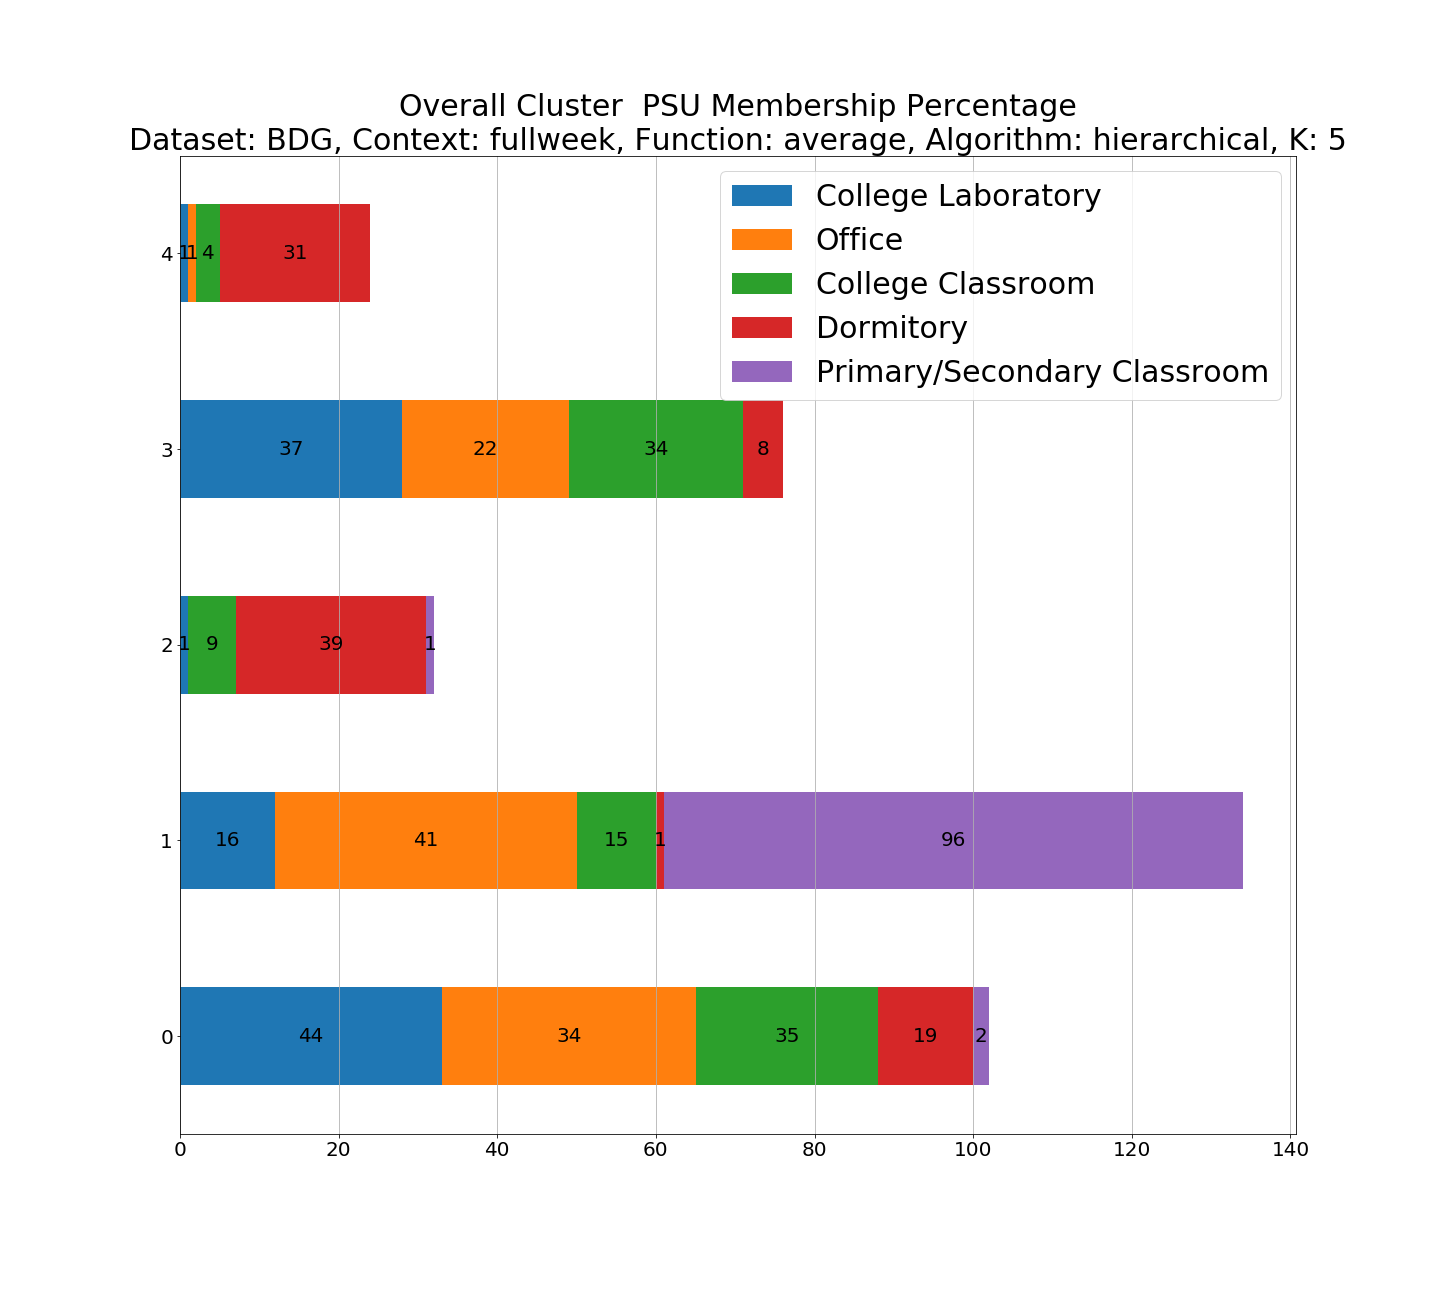 Overall Cluster  PSU Membership Percentage
Dataset: BDG, Context: fullweek, Function: average, Algorithm: hierarchical, K: 5
College Laboratory
Office
College Classroom
Dormitory
Primary/Secondary Classroom
4 1 1 4 31
3 37 22 34 8
2 1 9 39 1
1 16 41 15 1 96
0 44 34 35 19 2
0 20 40 60 80 100 120 140